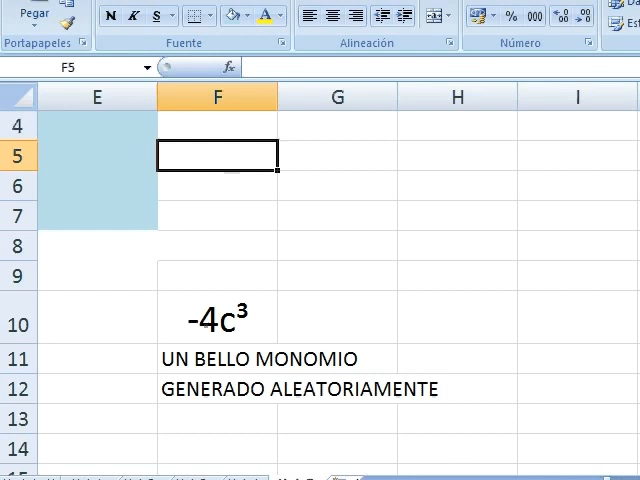 Pegar
N K S
A
% 000
Portapapeles
Fuente
Alineación
Número
F5
fx
E F G H I
4
5
6
7
8
9
10 -4c³
11 UN BELLO MONOMIO
12 GENERADO ALEATORIAMENTE
13
14